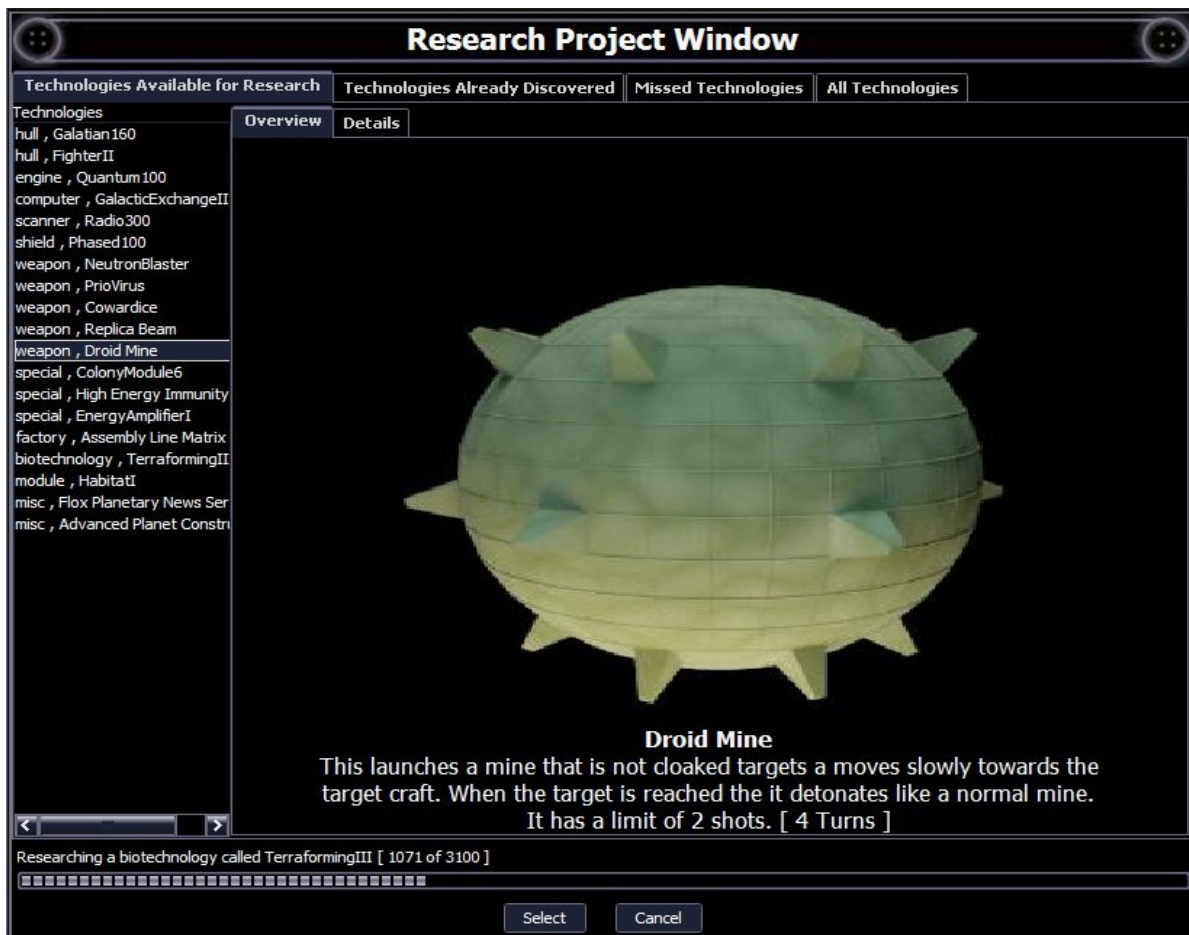 Research Project Window
Technologies Available for Research
Technologies Already Discovered
Missed Technologies
All Technologies
Technologies
hull , Galatian160
hull , FighterII
engine , Quantum100
computer , GalacticExchangeII
scanner , Radio300
shield , Phased100
weapon , NeutronBlaster
weapon , PrioVirus
weapon , Cowardice
weapon , Replica Beam
weapon , Droid Mine
special , ColonyModule6
special , High Energy Immunity
special , EnergyAmplifierI
factory , Assembly Line Matrix
biotechnology , TerraformingII
module , HabitatI
misc , Flox Planetary News Ser
misc , Advanced Planet Constru
Overview
Details
Droid Mine
This launches a mine that is not cloaked targets a moves slowly towards the
target craft. When the target is reached the it detonates like a normal mine.
It has a limit of 2 shots. [ 4 Turns ]
Researching a biotechnology called TerraformingIII [ 1071 of 3100 ]
Select
Cancel